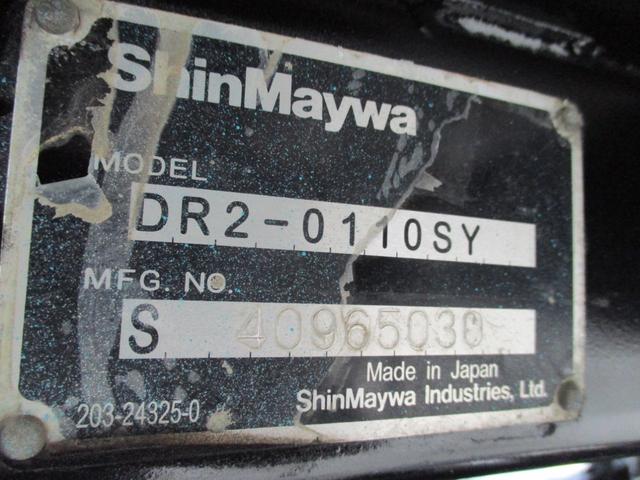 ShinMaywa
MODEL
DR2-0110SY
MFG. NO.
S 40965030
Made in Japan
203-24325-0
ShinMaywa Industries, Ltd.